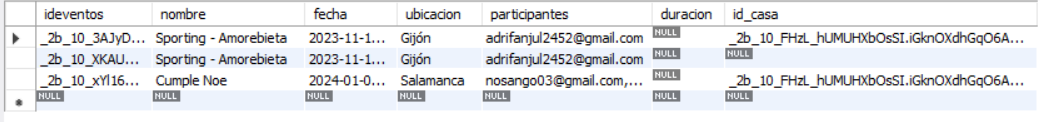 ideventos nombre fecha ubicacion participantes duracion id_casa
_2b_10_3AJyD... Sporting - Amorebieta 2023-11-1... Gijón adrifanjul2452@gmail.com NULL _2b_10_FHzL_hUMUHXbOsSI.iGknOXdhGqO6A...
_2b_10_XKAU... Sporting - Amorebieta 2023-11-1... Gijón adrifanjul2452@gmail.com NULL NULL
_2b_10_xYl16... Cumple Noe 2024-01-0... Salamanca nosango03@gmail.com,... NULL _2b_10_FHzL_hUMUHXbOsSI.iGknOXdhGqO6A...
NULL NULL NULL NULL NULL NULL NULL